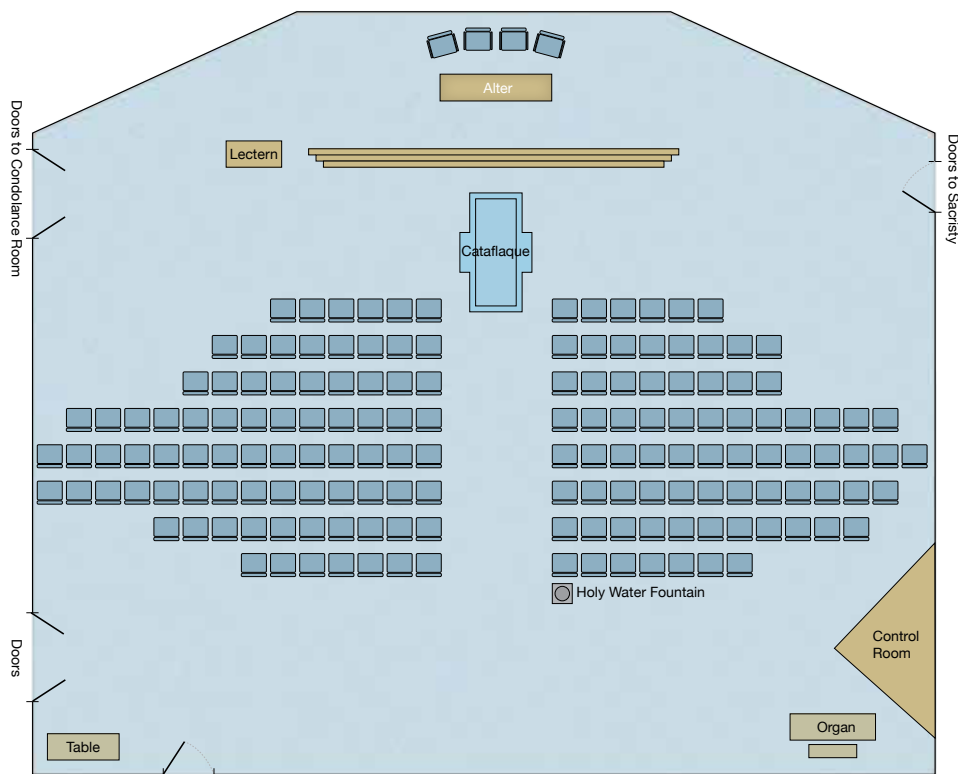 Alter
Lectern
Doors to Condolance Room
Doors to Sacristy
Cataflaque
Holy Water Fountain
Control
Room
Doors
Organ
Table